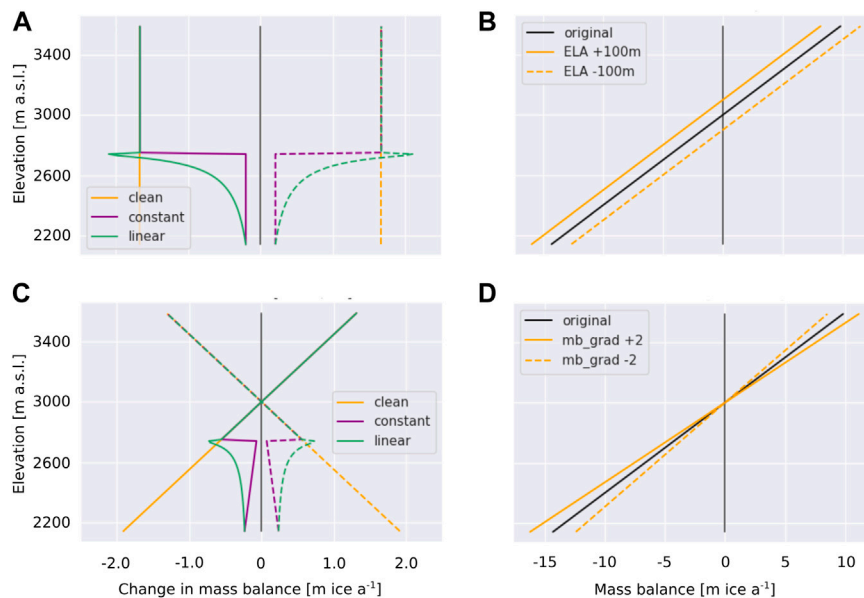 A
Elevation [m a.s.l.]
3400
3000
2600
2200
clean
constant
linear
B
original
ELA +100m
ELA -100m
C
Elevation [m a.s.l.]
3400
3000
2600
2200
clean
constant
linear
-2.0
-1.0
0
1.0
2.0
Change in mass balance [m ice a⁻¹]
D
original
mb_grad +2
mb_grad -2
-15
-10
-5
0
5
10
Mass balance [m ice a⁻¹]